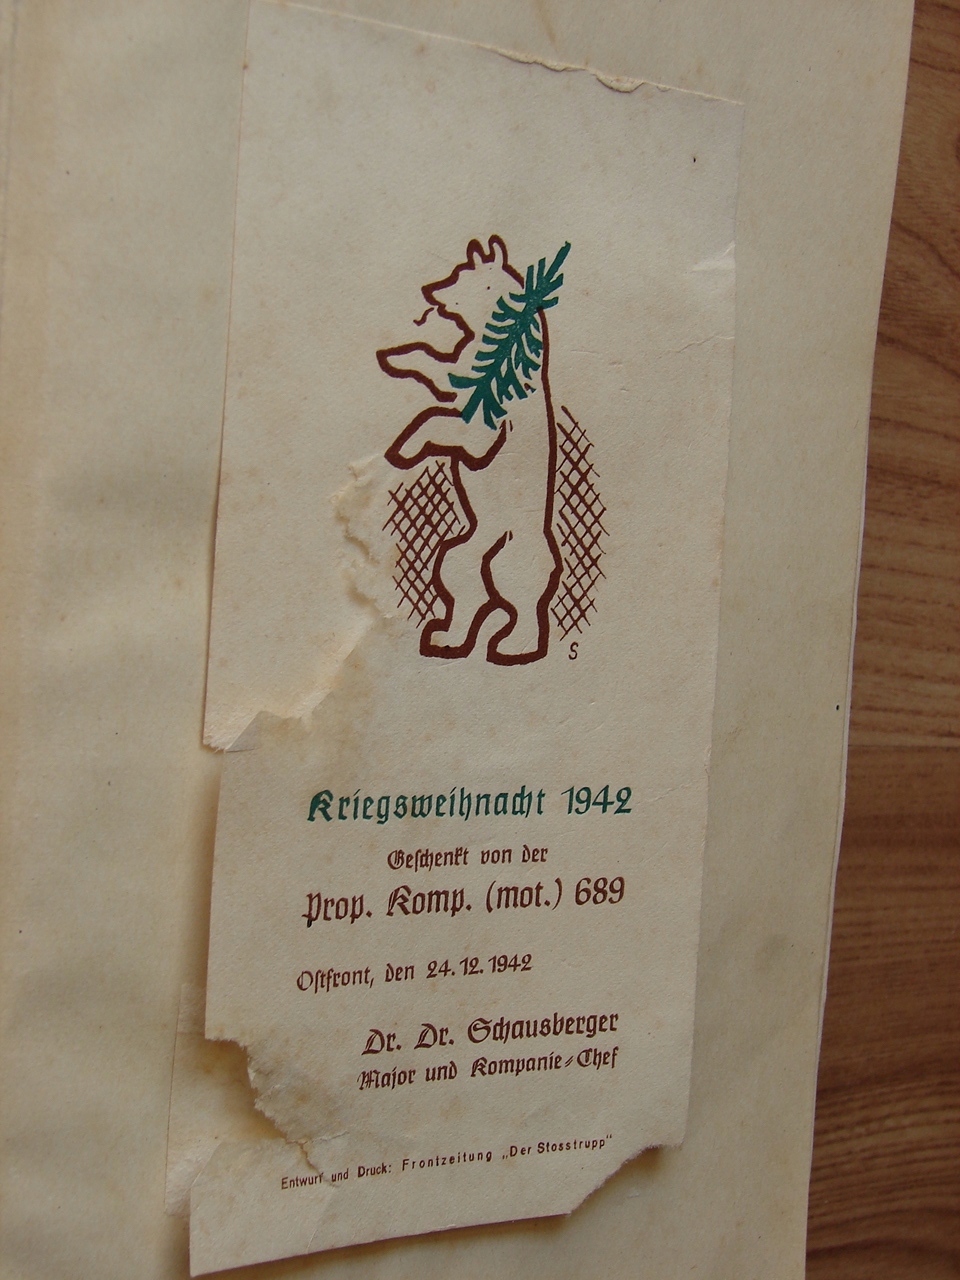 S
Kriegsweihnacht 1942
Geſchenkt von der
Prop. Komp. (mot.) 689
Oſtfront, den 24. 12. 1942
Dr. Dr. Schausberger
Major und Kompanie-Chef
Entwurf und Druck: Frontzeitung „Der Stosstrupp"